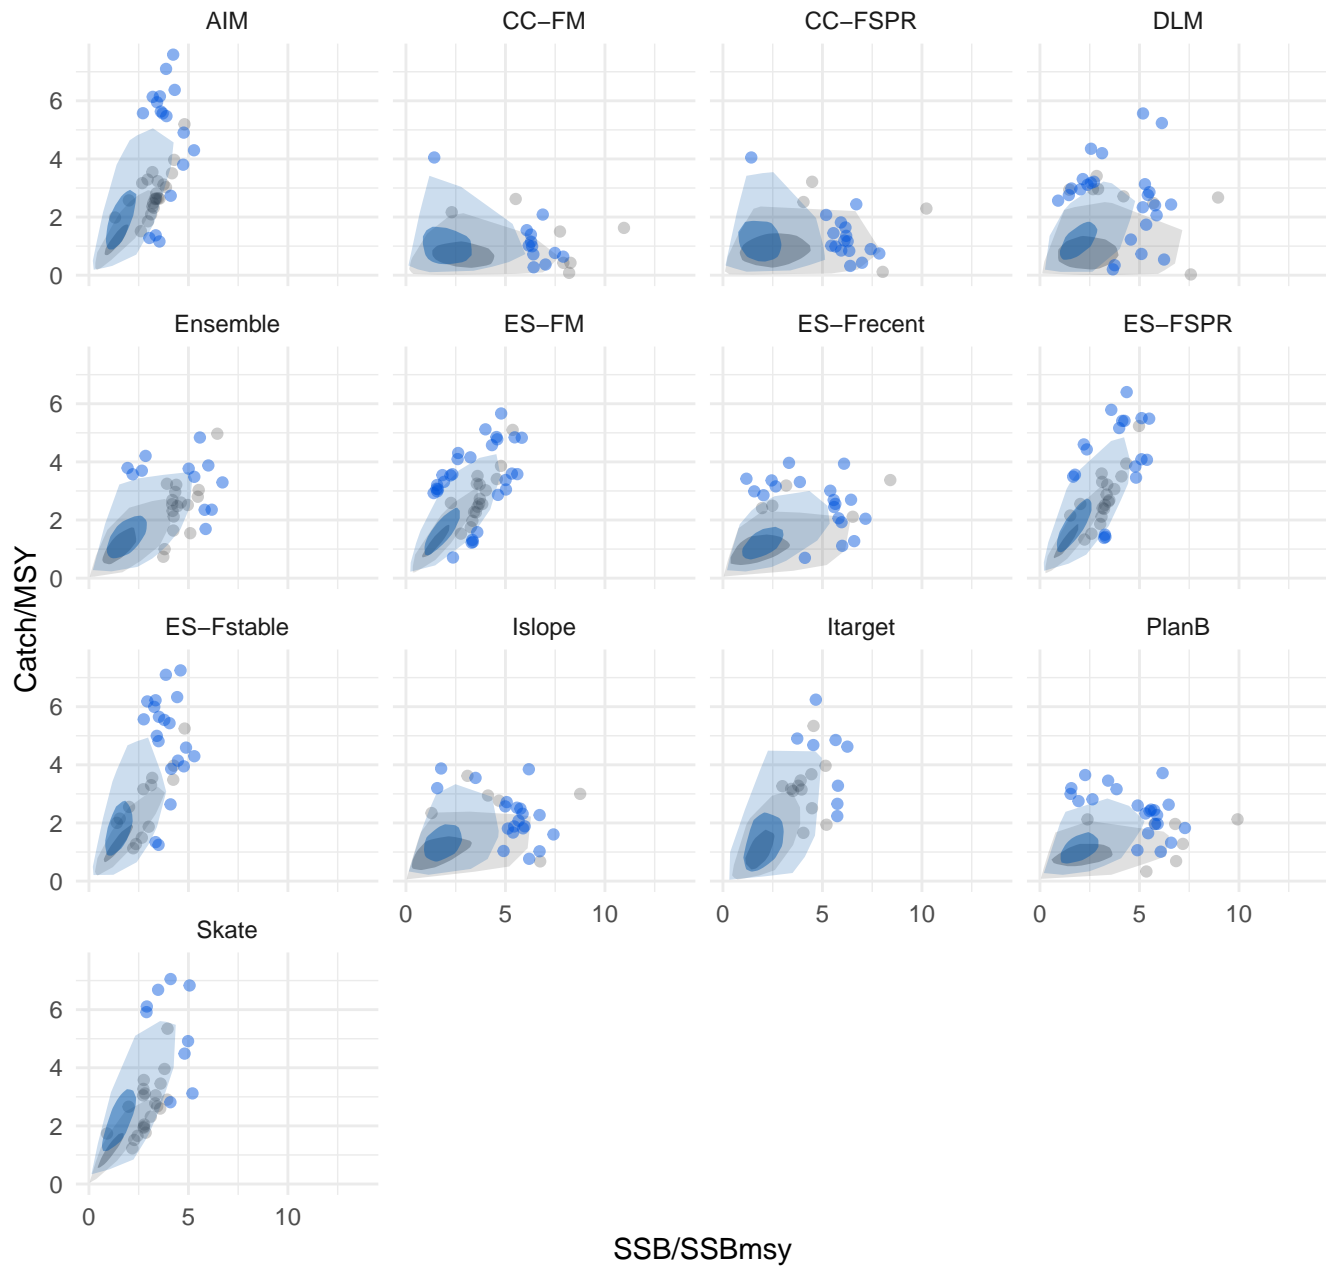 AIM CC−FM CC−FSPR DLM
6
4
2
0
Ensemble ES−FM ES−Frecent ES−FSPR
6
4
2
0
Catch/MSY
ES−Fstable Islope Itarget PlanB
6
4
2
0
0 5 10 0 5 10 0 5 10
Skate
6
4
2
0
0 5 10
SSB/SSBmsy